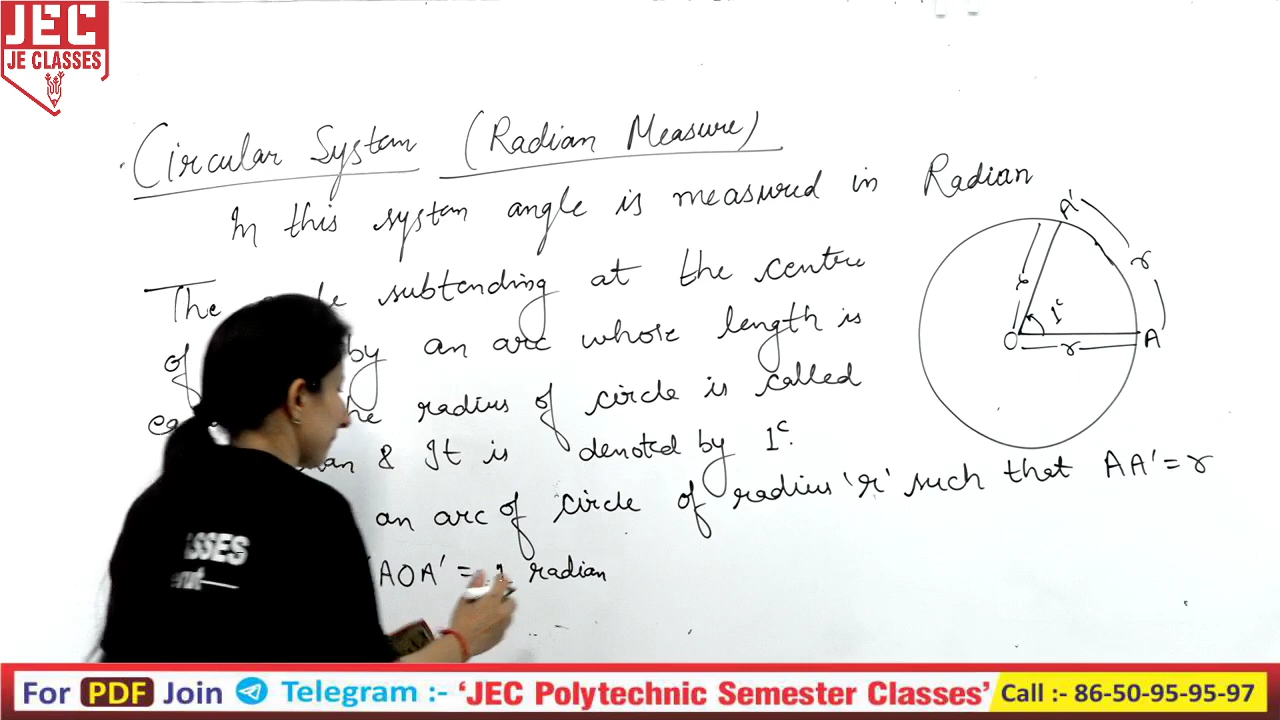 JEC
JE CLASSES
Circular System (Radian Measure)
In this system angle is measured in Radian
The subtending at the centre
of by an arc whose length is
radius of circle is called
& It is denoted by 1ᶜ.
an arc of circle of radius 'r' such that AA' = r
AOA' = 1 radian
A'
r
r
1ᶜ
O
r
A
SSES
For PDF Join Telegram :- 'JEC Polytechnic Semester Classes' Call :- 86-50-95-95-97